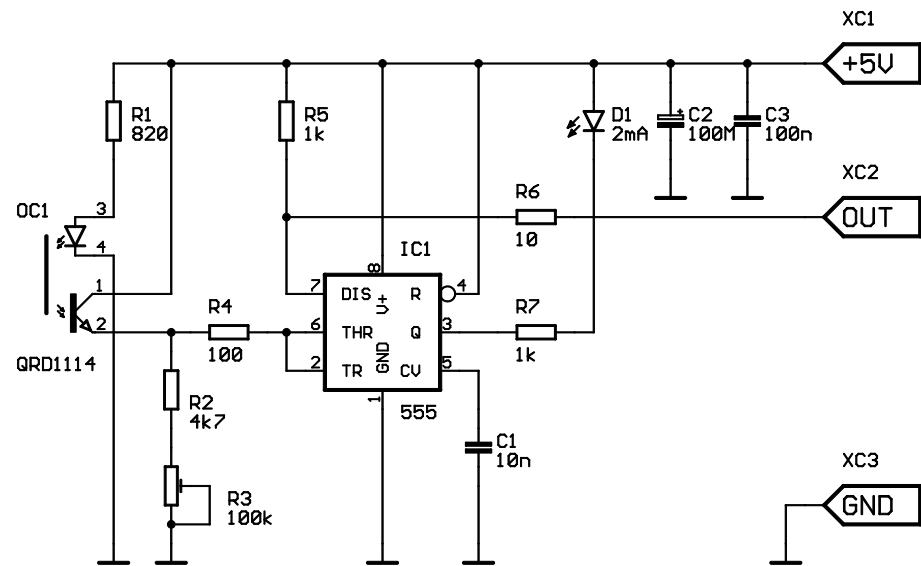 XC1
+5V
R1
820
R5
1k
D1
2mA
+
C2
100M
C3
100n
XC2
OUT
R6
10
OC1
3
4
1
2
QRD1114
IC1
8
7
DIS
V+
R
4
R4
100
6
THR
Q
3
R7
1k
2
TR
GND
CV
5
1
555
R2
4k7
C1
10n
R3
100k
XC3
GND